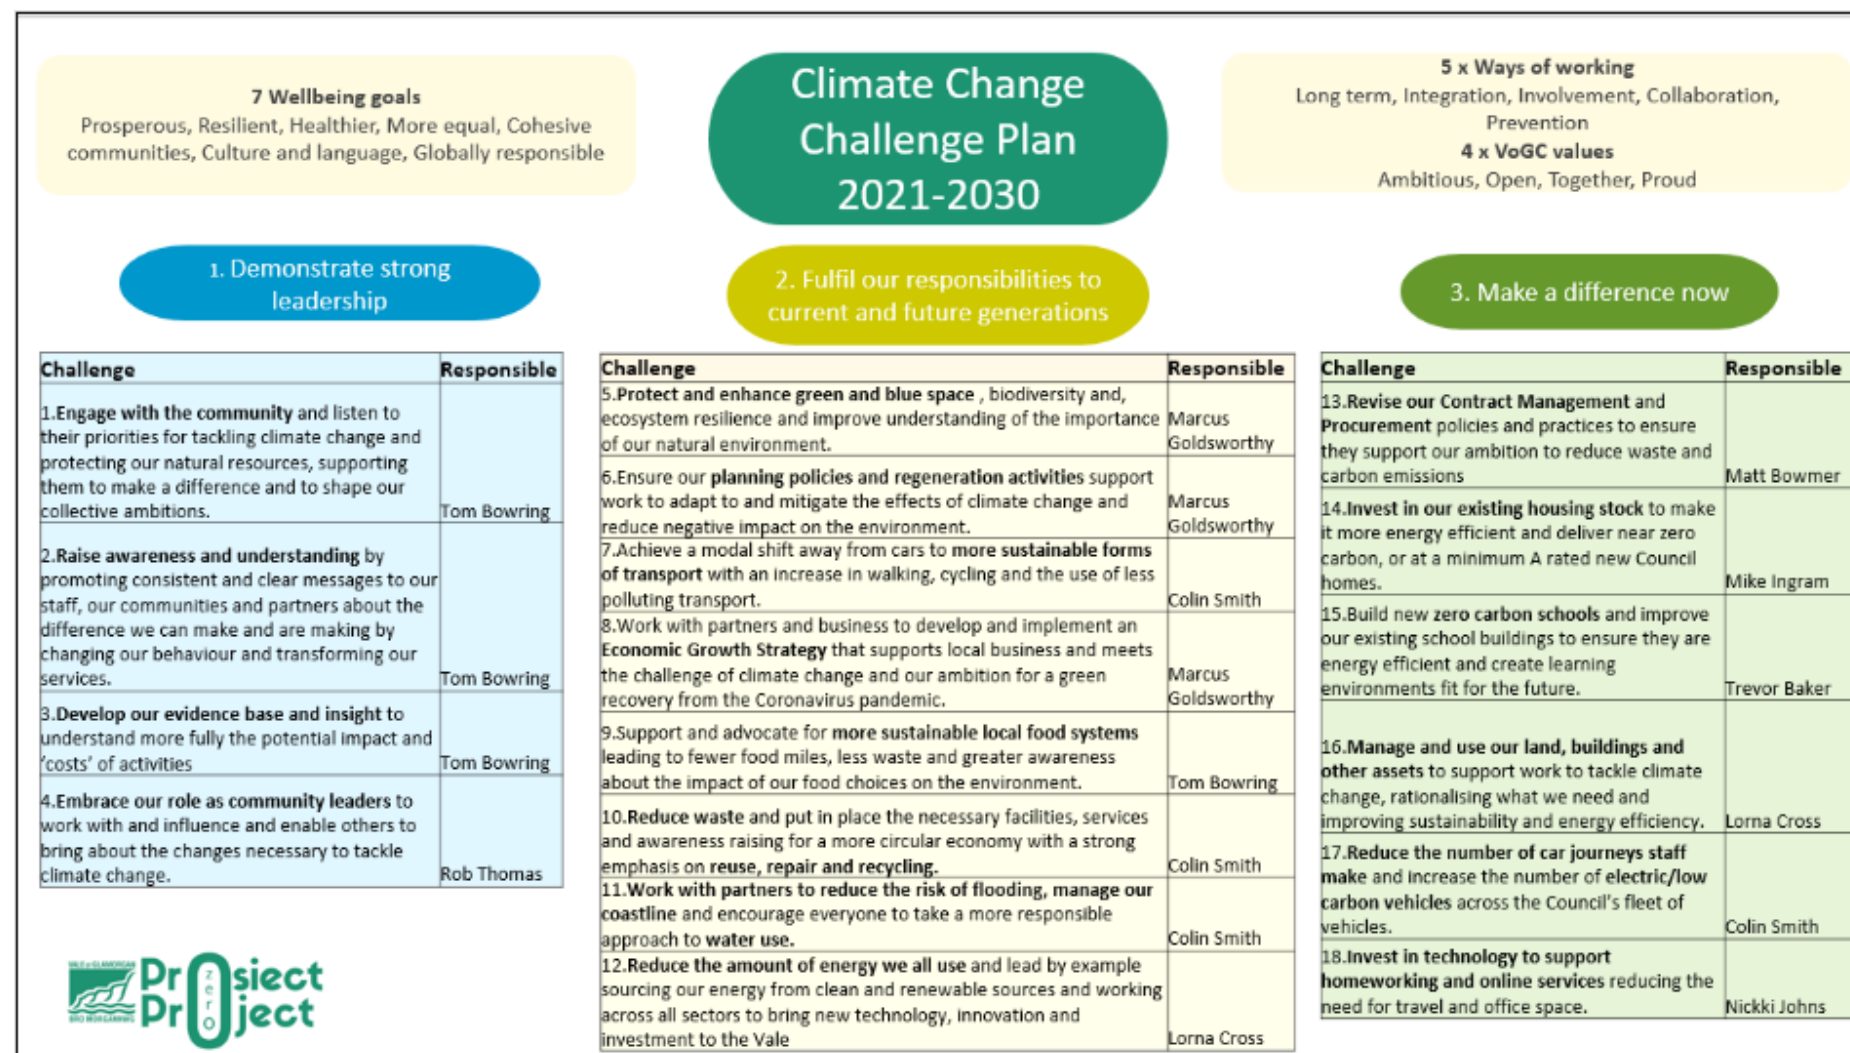 7 Wellbeing goals
Prosperous, Resilient, Healthier, More equal, Cohesive
communities, Culture and language, Globally responsible
Climate Change
Challenge Plan
2021-2030
5 x Ways of working
Long term, Integration, Involvement, Collaboration,
Prevention
4 x VoGC values
Ambitious, Open, Together, Proud
1. Demonstrate strong
leadership
2. Fulfil our responsibilities to
current and future generations
3. Make a difference now
Challenge Responsible
1.Engage with the community and listen to
their priorities for tackling climate change and
protecting our natural resources, supporting
them to make a difference and to shape our
collective ambitions. Tom Bowring
2.Raise awareness and understanding by
promoting consistent and clear messages to our
staff, our communities and partners about the
difference we can make and are making by
changing our behaviour and transforming our
services. Tom Bowring
3.Develop our evidence base and insight to
understand more fully the potential impact and
'costs' of activities Tom Bowring
4.Embrace our role as community leaders to
work with and influence and enable others to
bring about the changes necessary to tackle
climate change. Rob Thomas
Challenge Responsible
5.Protect and enhance green and blue space , biodiversity and,
ecosystem resilience and improve understanding of the importance Marcus
of our natural environment. Goldsworthy
6.Ensure our planning policies and regeneration activities support
work to adapt to and mitigate the effects of climate change and Marcus
reduce negative impact on the environment. Goldsworthy
7.Achieve a modal shift away from cars to more sustainable forms
of transport with an increase in walking, cycling and the use of less
polluting transport. Colin Smith
8.Work with partners and business to develop and implement an
Economic Growth Strategy that supports local business and meets
the challenge of climate change and our ambition for a green Marcus
recovery from the Coronavirus pandemic. Goldsworthy
9.Support and advocate for more sustainable local food systems
leading to fewer food miles, less waste and greater awareness
about the impact of our food choices on the environment. Tom Bowring
10.Reduce waste and put in place the necessary facilities, services
and awareness raising for a more circular economy with a strong
emphasis on reuse, repair and recycling. Colin Smith
11.Work with partners to reduce the risk of flooding, manage our
coastline and encourage everyone to take a more responsible
approach to water use. Colin Smith
12.Reduce the amount of energy we all use and lead by example
sourcing our energy from clean and renewable sources and working
across all sectors to bring new technology, innovation and
investment to the Vale Lorna Cross
Challenge Responsible
13.Revise our Contract Management and
Procurement policies and practices to ensure
they support our ambition to reduce waste and
carbon emissions Matt Bowmer
14.Invest in our existing housing stock to make
it more energy efficient and deliver near zero
carbon, or at a minimum A rated new Council
homes. Mike Ingram
15.Build new zero carbon schools and improve
our existing school buildings to ensure they are
energy efficient and create learning
environments fit for the future. Trevor Baker
16.Manage and use our land, buildings and
other assets to support work to tackle climate
change, rationalising what we need and
improving sustainability and energy efficiency. Lorna Cross
17.Reduce the number of car journeys staff
make and increase the number of electric/low
carbon vehicles across the Council's fleet of
vehicles. Colin Smith
18.Invest in technology to support
homeworking and online services reducing the
need for travel and office space. Nickki Johns
VALE of GLAMORGAN
BRO MORGANNWG
Pr0siect
Pr0ject
zero